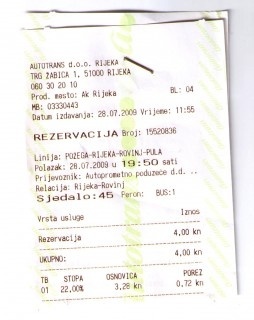 AUTOTRANS d.o.o. RIJEKA
TRG ŽABICA 1, 51000 RIJEKA
060 30 20 10
Prod. mesto: Ak Rijeka BL: 04
MB: 03330443
Datum izdavanja: 28.07.2009 Vrijeme: 11:55
REZERVACIJA Broj: 15520836
Linija: POŽEGA-RIJEKA-ROVINJ-PULA
Polazak: 28.07.2009 u 19:50 sati
Prijevoznik: Autoprometno poduzece d.d. ..
Relacija: Rijeka-Rovinj
Sjedalo:45 Peron: BUS:1
Vrsta usluge Iznos
Rezervacija 4,00 kn
UKUPNO: 4,00 kn
TB STOPA OSNOVICA POREZ
01 22,00% 3,28 kn 0,72 kn